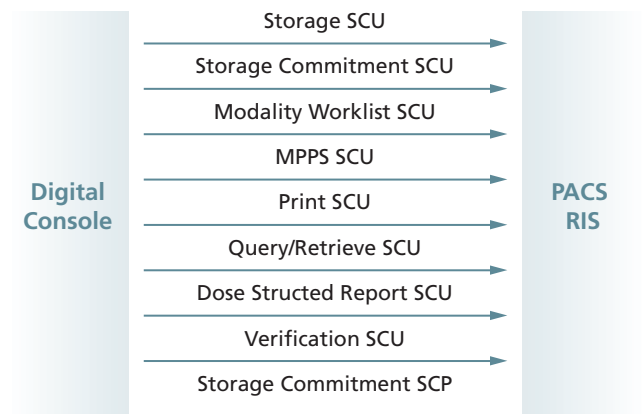 Storage SCU
Storage Commitment SCU
Modality Worklist SCU
MPPS SCU
Digital
Console
Print SCU
PACS
RIS
Query/Retrieve SCU
Dose Structed Report SCU
Verification SCU
Storage Commitment SCP